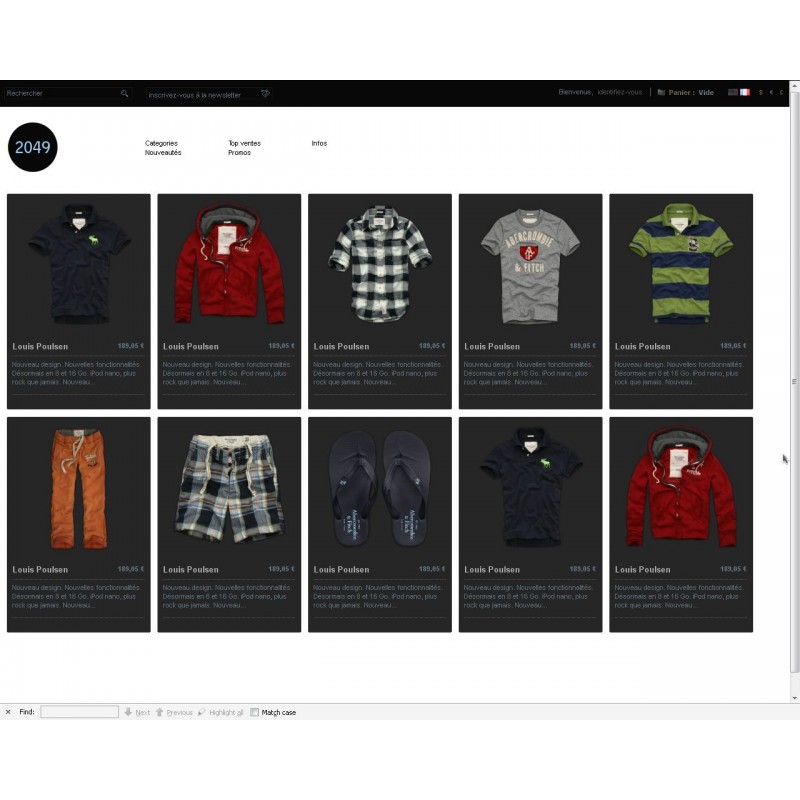 Rechercher
Inscrivez-vous à la newsletter
Bienvenue, identifiez-vous
Panier : Vide
$ € £
2049
Categories
Nouveautés
Top ventes
Promos
Infos
ABERCROMBIE
& FITCH
Louis Poulsen 189,05 €
Nouveau design. Nouvelles fonctionnalités.
Désormais en 8 et 16 Go. iPod nano, plus
rock que jamais. Nouveau...
Louis Poulsen 189,05 €
Nouveau design. Nouvelles fonctionnalités.
Désormais en 8 et 16 Go. iPod nano, plus
rock que jamais. Nouveau...
Louis Poulsen 189,05 €
Nouveau design. Nouvelles fonctionnalités.
Désormais en 8 et 16 Go. iPod nano, plus
rock que jamais. Nouveau...
Louis Poulsen 189,05 €
Nouveau design. Nouvelles fonctionnalités.
Désormais en 8 et 16 Go. iPod nano, plus
rock que jamais. Nouveau...
Louis Poulsen 189,05 €
Nouveau design. Nouvelles fonctionnalités.
Désormais en 8 et 16 Go. iPod nano, plus
rock que jamais. Nouveau...
Abercrombie
& Fitch
Abercrombie
& Fitch
Louis Poulsen 189,05 €
Nouveau design. Nouvelles fonctionnalités.
Désormais en 8 et 16 Go. iPod nano, plus
rock que jamais. Nouveau...
Louis Poulsen 189,05 €
Nouveau design. Nouvelles fonctionnalités.
Désormais en 8 et 16 Go. iPod nano, plus
rock que jamais. Nouveau...
Louis Poulsen 189,05 €
Nouveau design. Nouvelles fonctionnalités.
Désormais en 8 et 16 Go. iPod nano, plus
rock que jamais. Nouveau...
Louis Poulsen 189,05 €
Nouveau design. Nouvelles fonctionnalités.
Désormais en 8 et 16 Go. iPod nano, plus
rock que jamais. Nouveau...
Louis Poulsen 189,05 €
Nouveau design. Nouvelles fonctionnalités.
Désormais en 8 et 16 Go. iPod nano, plus
rock que jamais. Nouveau...
Find: Next Previous Highlight all Match case